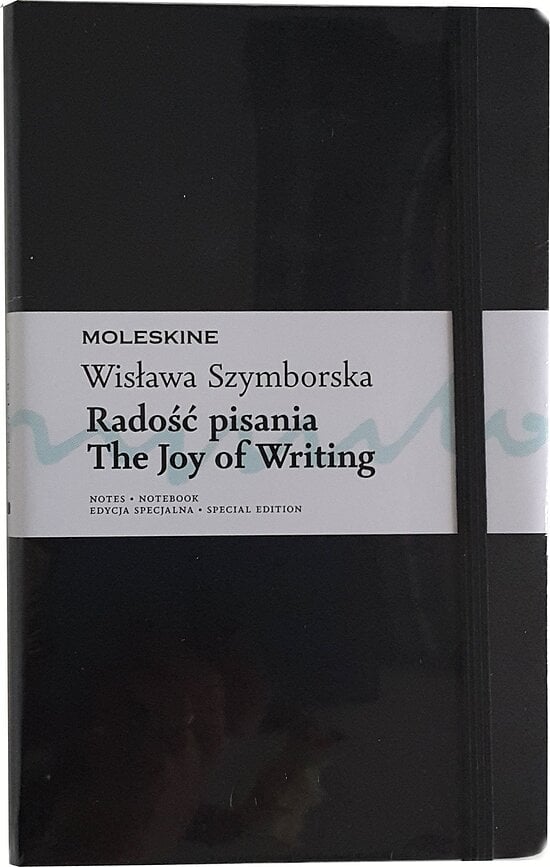 MOLESKINE
Wisława Szymborska
Radość pisania
The Joy of Writing
NOTES • NOTEBOOK
EDYCJA SPECJALNA • SPECIAL EDITION